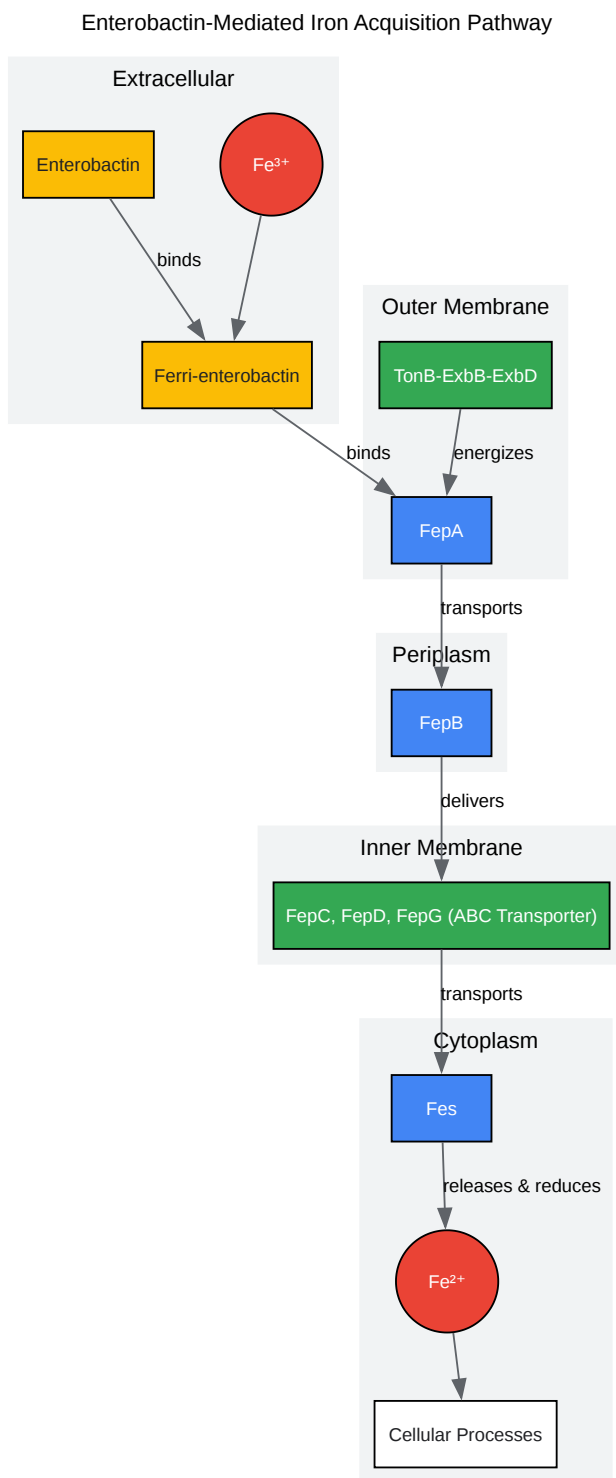 Enterobactin-Mediated Iron Acquisition Pathway
Extracellular
Enterobactin
Fe³⁺
binds
Outer Membrane
Ferri-enterobactin
TonB-ExbB-ExbD
binds
energizes
FepA
transports
Periplasm
FepB
delivers
Inner Membrane
FepC, FepD, FepG (ABC Transporter)
transports
Cytoplasm
Fes
releases & reduces
Fe²⁺
Cellular Processes